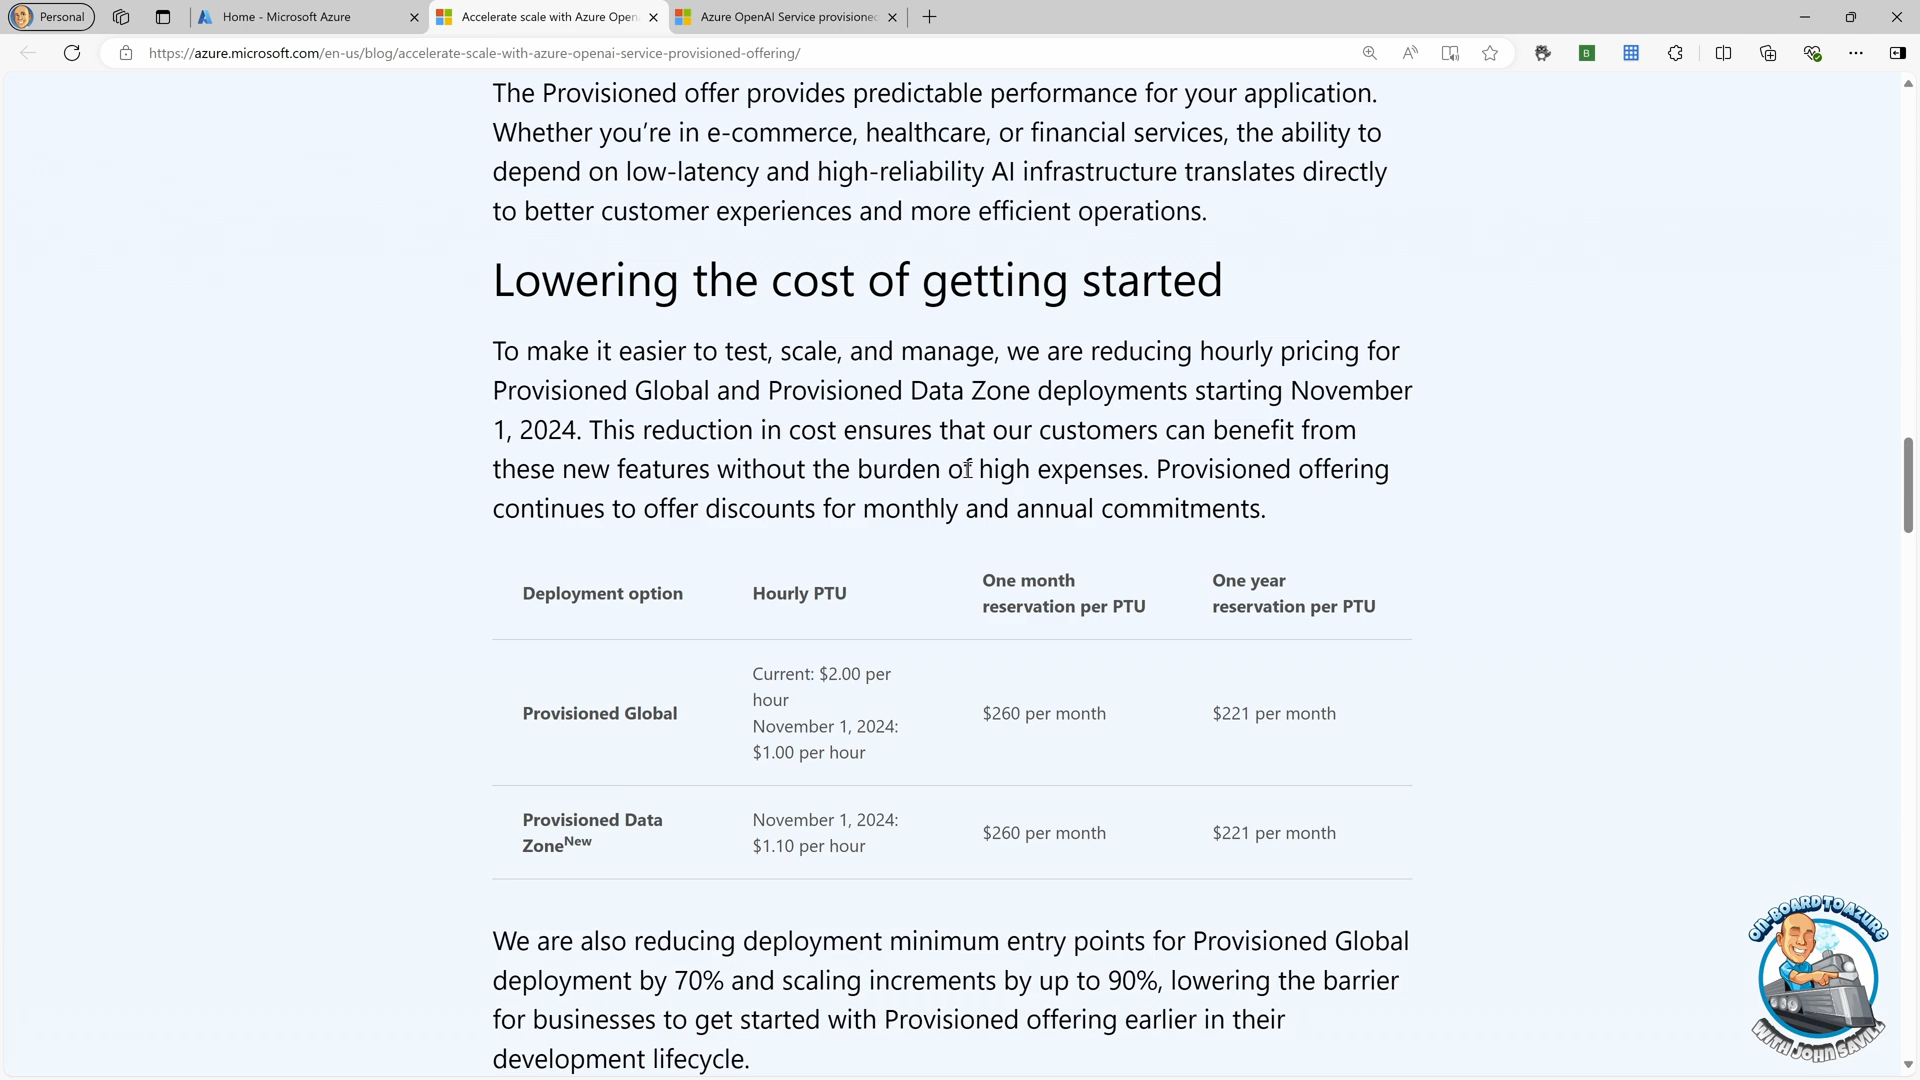 Personal
Home - Microsoft Azure
Accelerate scale with Azure Open
Azure OpenAI Service provisioned
https://azure.microsoft.com/en-us/blog/accelerate-scale-with-azure-openai-service-provisioned-offering/
The Provisioned offer provides predictable performance for your application.
Whether you're in e-commerce, healthcare, or financial services, the ability to
depend on low-latency and high-reliability AI infrastructure translates directly
to better customer experiences and more efficient operations.
Lowering the cost of getting started
To make it easier to test, scale, and manage, we are reducing hourly pricing for
Provisioned Global and Provisioned Data Zone deployments starting November
1, 2024. This reduction in cost ensures that our customers can benefit from
these new features without the burden of high expenses. Provisioned offering
continues to offer discounts for monthly and annual commitments.
Deployment option
Hourly PTU
One month
reservation per PTU
One year
reservation per PTU
Provisioned Global
Current: $2.00 per
hour
November 1, 2024:
$1.00 per hour
$260 per month
$221 per month
Provisioned Data
Zone New
November 1, 2024:
$1.10 per hour
$260 per month
$221 per month
We are also reducing deployment minimum entry points for Provisioned Global
deployment by 70% and scaling increments by up to 90%, lowering the barrier
for businesses to get started with Provisioned offering earlier in their
development lifecycle.
ON-BOARD TO AZURE
WITH JOHN SAVILL